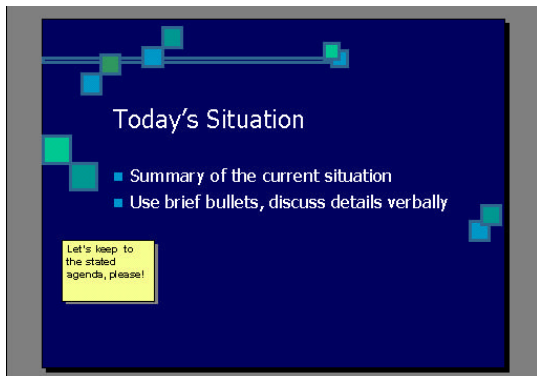 Today's Situation
Summary of the current situation
Use brief bullets, discuss details verbally
Let's keep to
the stated
agenda, please!